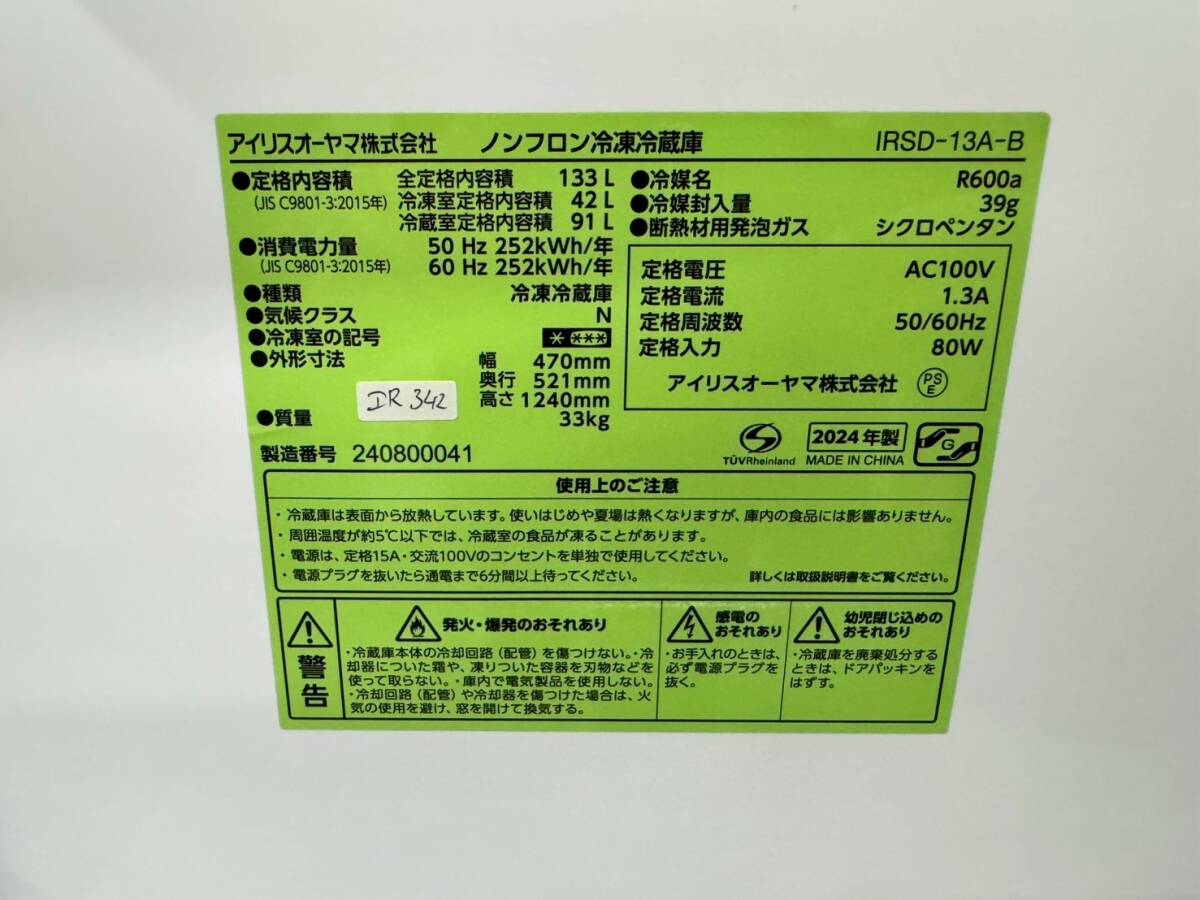 アイリスオーヤマ株式会社 ノンフロン冷凍冷蔵庫 IRSD-13A-B
●定格内容積 全定格内容積 133 L
(JIS C9801-3:2015年) 冷凍室定格内容積 42 L
冷蔵室定格内容積 91 L
●消費電力量 50 Hz 252kWh/年
(JIS C9801-3:2015年) 60 Hz 252kWh/年
●種類 冷凍冷蔵庫
●気候クラス N
●冷凍室の記号 * ***
●外形寸法 幅 470mm
奥行 521mm
高さ 1240mm
IR 342
●質量 33kg
製造番号 240800041
●冷媒名 R600a
●冷媒封入量 39g
●断熱材用発泡ガス シクロペンタン
定格電圧 AC100V
定格電流 1.3A
定格周波数 50/60Hz
定格入力 80W
アイリスオーヤマ株式会社 PSE
TÜVRheinland
2024年製
MADE IN CHINA
G
使用上のご注意
・冷蔵庫は表面から放熱しています。使いはじめや夏場は熱くなりますが、庫内の食品には影響ありません。
・周囲温度が約5℃以下では、冷蔵室の食品が凍ることがあります。
・電源は、定格15A・交流100Vのコンセントを単独で使用してください。
・電源プラグを抜いたら通電まで6分間以上待ってください。 詳しくは取扱説明書をご覧ください。
警告
発火・爆発のおそれあり
・冷蔵庫本体の冷却回路（配管）を傷つけない。・冷
却器についた霜や、凍りついた容器を刃物などを
使って取らない。・庫内で電気製品を使用しない。
・冷却回路（配管）や冷却器を傷つけた場合は、火
気の使用を避け、窓を開けて換気する。
感電の
おそれあり
・お手入れのときは、
必ず電源プラグを
抜く。
幼児閉じ込めの
おそれあり
・冷蔵庫を廃棄処分する
ときは、ドアパッキンを
はずす。